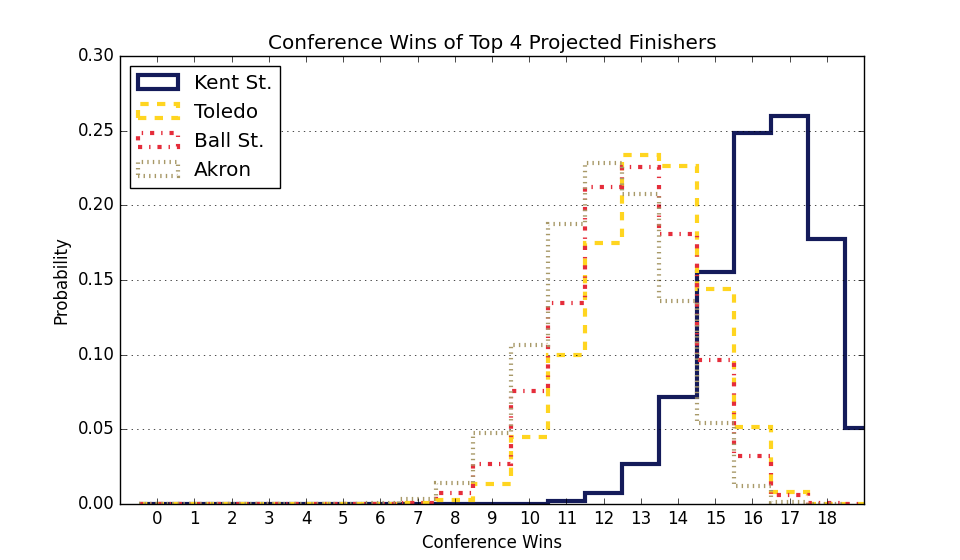 Conference Wins of Top 4 Projected Finishers
Kent St.
Toledo
Ball St.
Akron
0.30
0.25
0.20
0.15
0.10
0.05
0.00
Probability
0 1 2 3 4 5 6 7 8 9 10 11 12 13 14 15 16 17 18
Conference Wins